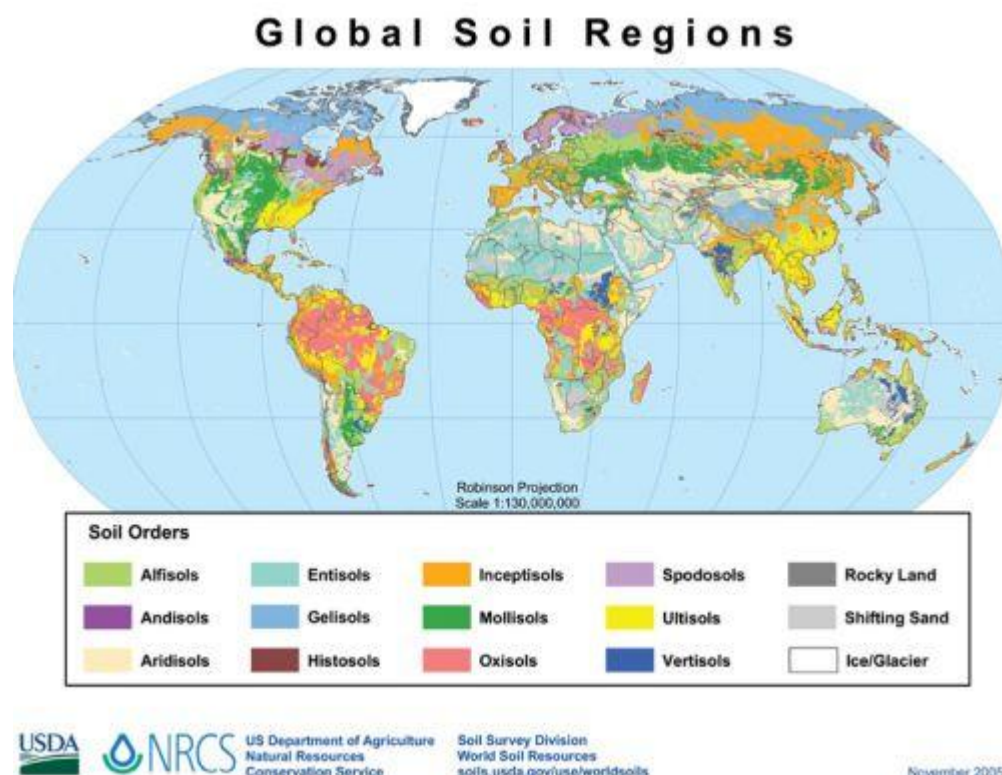 Global Soil Regions
Robinson Projection
Scale 1:130,000,000
Soil Orders
Alfisols
Entisols
Inceptisols
Spodosols
Rocky Land
Andisols
Gelisols
Mollisols
Ultisols
Shifting Sand
Aridisols
Histosols
Oxisols
Vertisols
Ice/Glacier
USDA
NRCS
US Department of Agriculture
Natural Resources
Conservation Service
Soil Survey Division
World Soil Resources
soils.usda.gov/use/worldsoils
November 2005